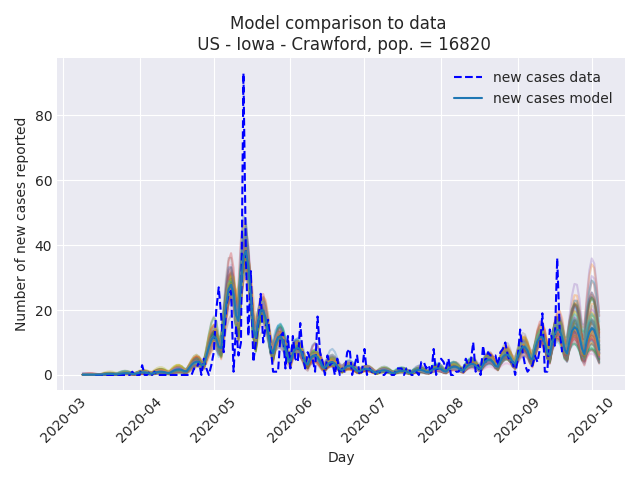 Model comparison to data
US - Iowa - Crawford, pop. = 16820
new cases data
new cases model
Number of new cases reported
80
60
40
20
0
2020-03
2020-04
2020-05
2020-06
2020-07
2020-08
2020-09
2020-10
Day